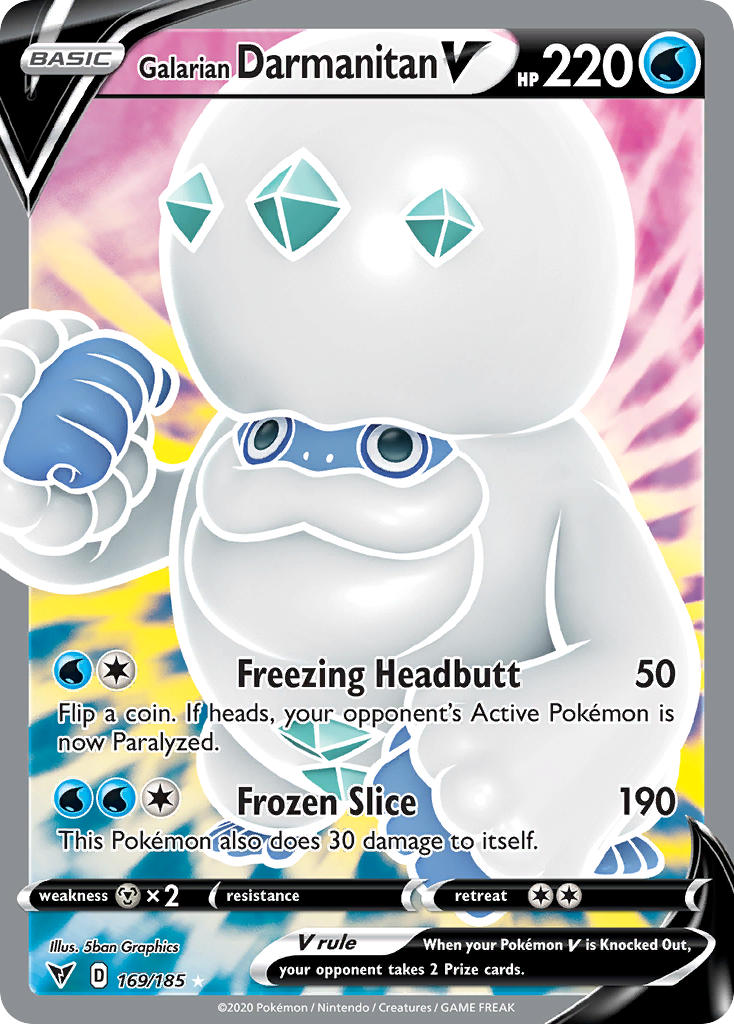 BASIC
Galarian Darmanitan V HP 220
Freezing Headbutt 50
Flip a coin. If heads, your opponent's Active Pokémon is
now Paralyzed.
Frozen Slice 190
This Pokémon also does 30 damage to itself.
weakness ×2 resistance retreat
Illus. 5ban Graphics
V rule When your Pokémon V is Knocked Out,
your opponent takes 2 Prize cards.
D 169/185
©2020 Pokémon / Nintendo / Creatures / GAME FREAK